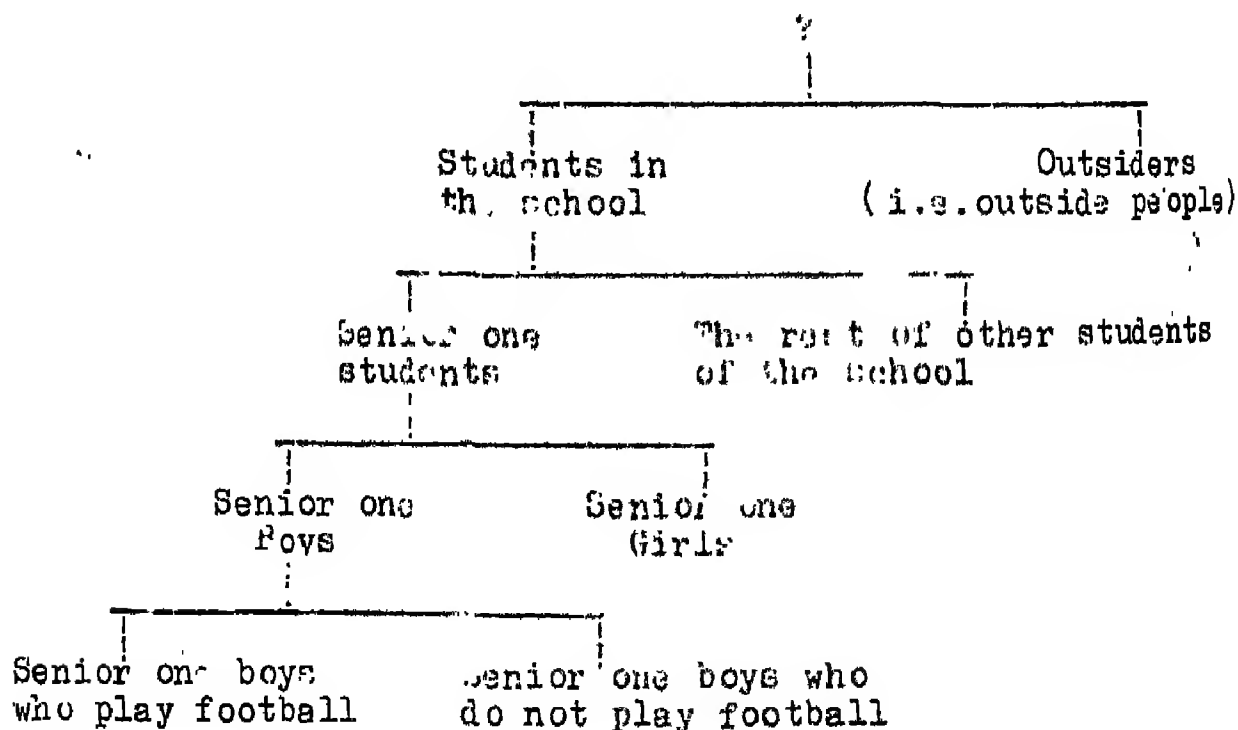 ?
Students in
the school
Outsiders
(i.e. outside people)
Senior one
students
The rest of other students
of the school
Senior one
Boys
Senior one
Girls
Senior one boys
who play football
Senior one boys who
do not play football